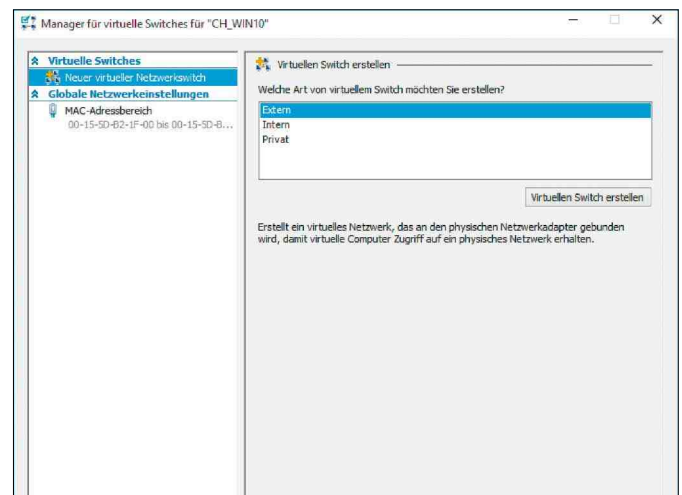 Manager für virtuelle Switches für "CH_WIN10"
Virtuelle Switches
Neuer virtueller Netzwerkswitch
Globale Netzwerkeinstellungen
MAC-Adressbereich
00-15-5D-B2-1F-00 bis 00-15-5D-B...
Virtuellen Switch erstellen
Welche Art von virtuellem Switch möchten Sie erstellen?
Extern
Intern
Privat
Virtuellen Switch erstellen
Erstellt ein virtuelles Netzwerk, das an den physischen Netzwerkadapter gebunden
wird, damit virtuelle Computer Zugriff auf ein physisches Netzwerk erhalten.